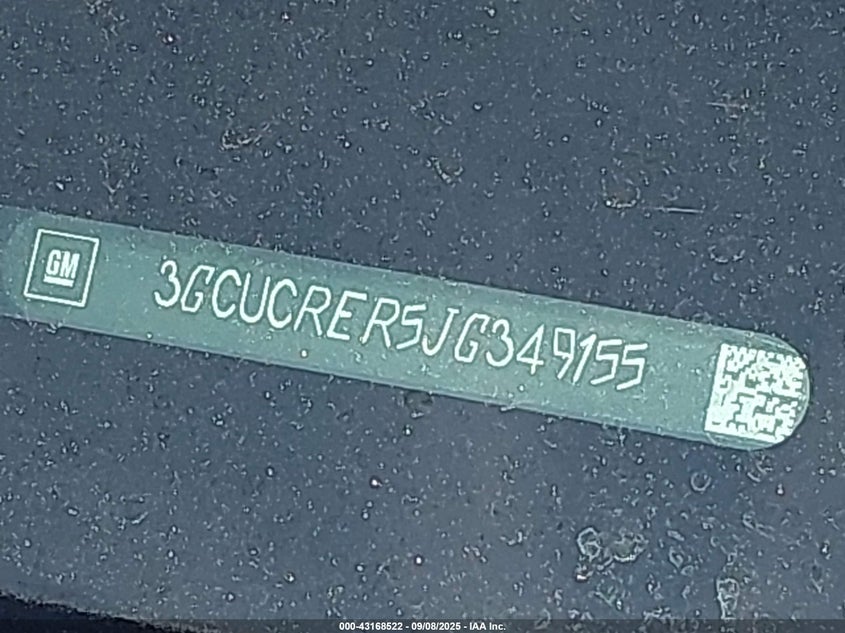 GM
3GCUCRER5JG349155
000-43168522 - 09/08/2025 - IAA Inc.